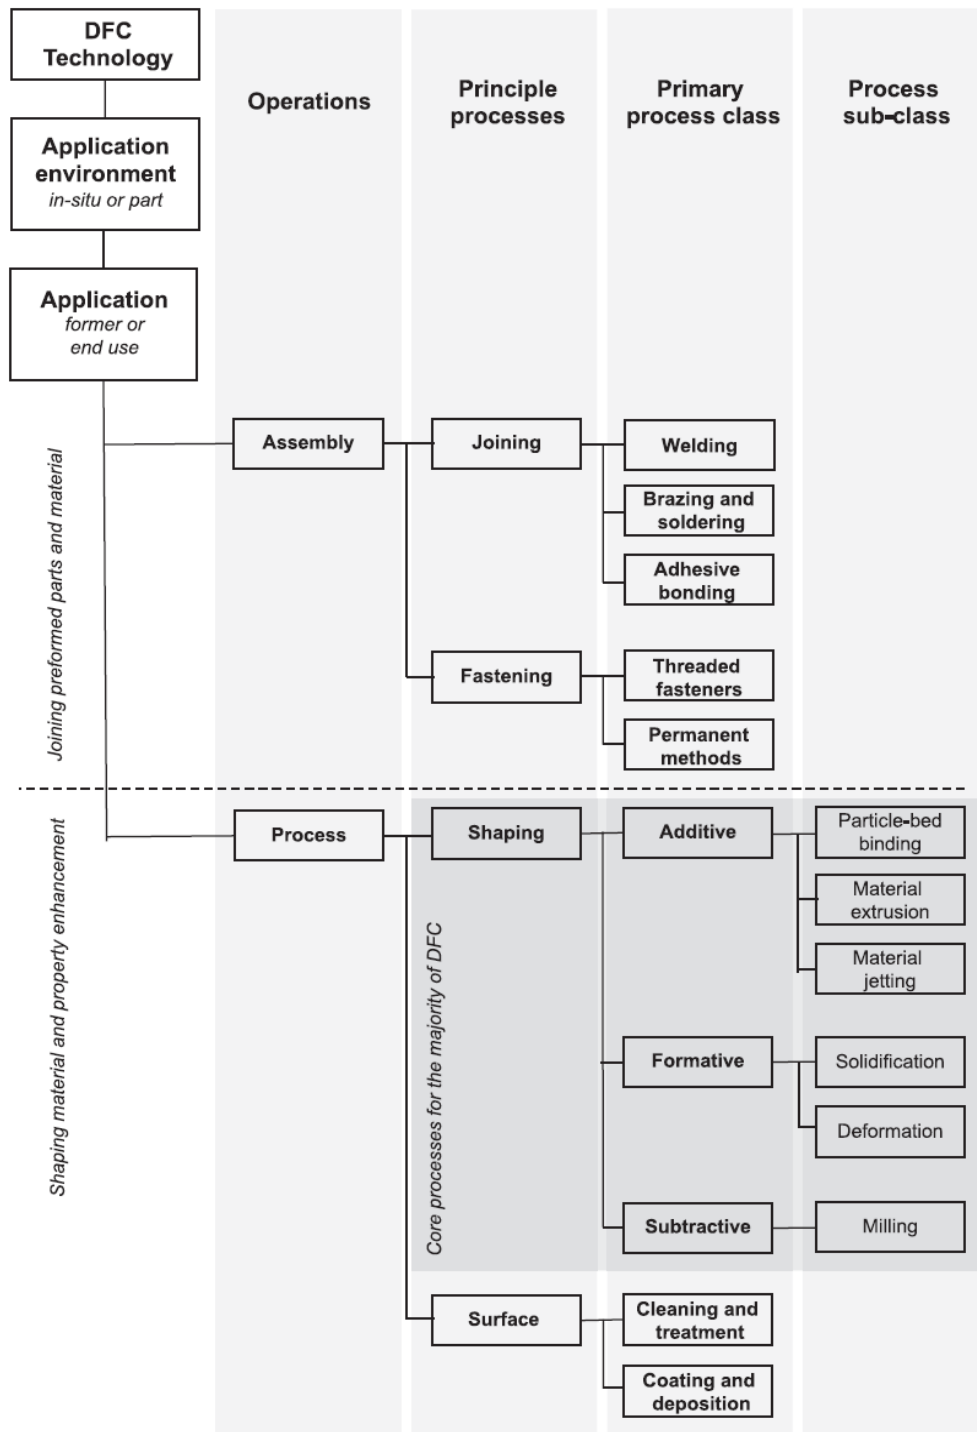 DFC
Technology
Operations
Principle
processes
Primary
process class
Process
sub-class
Application
environment
in-situ or part
Application
former or
end use
Joining preformed parts and material
Assembly
Joining
Welding
Brazing and
soldering
Adhesive
bonding
Fastening
Threaded
fasteners
Permanent
methods
Shaping material and property enhancement
Process
Core processes for the majority of DFC
Shaping
Additive
Particle-bed
binding
Material
extrusion
Material
jetting
Formative
Solidification
Deformation
Subtractive
Milling
Surface
Cleaning and
treatment
Coating and
deposition